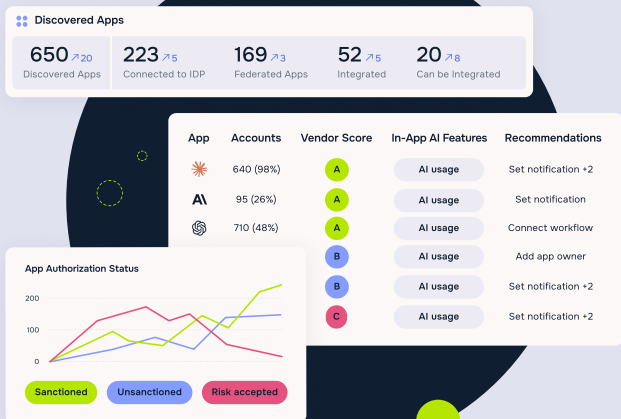 Discovered Apps
650 ↗20 223 ↗5 169 ↗3 52 ↗5 20 ↗8
Discovered Apps Connected to IDP Federated Apps Integrated Can be Integrated
App Accounts Vendor Score In-App AI Features Recommendations
640 (98%) A AI usage Set notification +2
95 (26%) A AI usage Set notification
710 (48%) A AI usage Connect workflow
B AI usage Add app owner
B AI usage Set notification +2
C AI usage Set notification +2
App Authorization Status
200
100
0
Sanctioned Unsanctioned Risk accepted